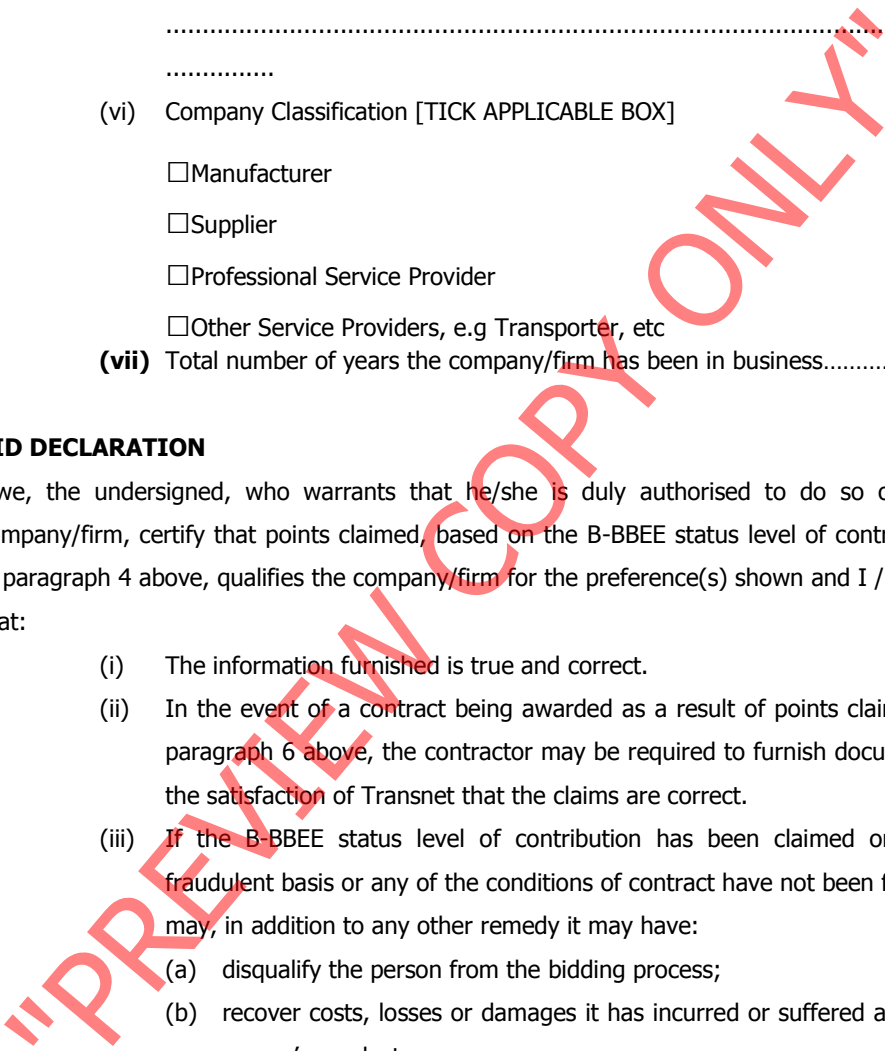 ................................................................................................
...............
(vi) Company Classification [TICK APPLICABLE BOX]
☐Manufacturer
☐Supplier
☐Professional Service Provider
☐Other Service Providers, e.g Transporter, etc
(vii) Total number of years the company/firm has been in business...........
ID DECLARATION
we, the undersigned, who warrants that he/she is duly authorised to do so o
mpany/firm, certify that points claimed, based on the B-BBEE status level of contr
paragraph 4 above, qualifies the company/firm for the preference(s) shown and I /
at:
(i) The information furnished is true and correct.
(ii) In the event of a contract being awarded as a result of points clai
paragraph 6 above, the contractor may be required to furnish docu
the satisfaction of Transnet that the claims are correct.
(iii) If the B-BBEE status level of contribution has been claimed o
fraudulent basis or any of the conditions of contract have not been f
may, in addition to any other remedy it may have:
(a) disqualify the person from the bidding process;
(b) recover costs, losses or damages it has incurred or suffered a
"PREVIEW COPY ONLY"